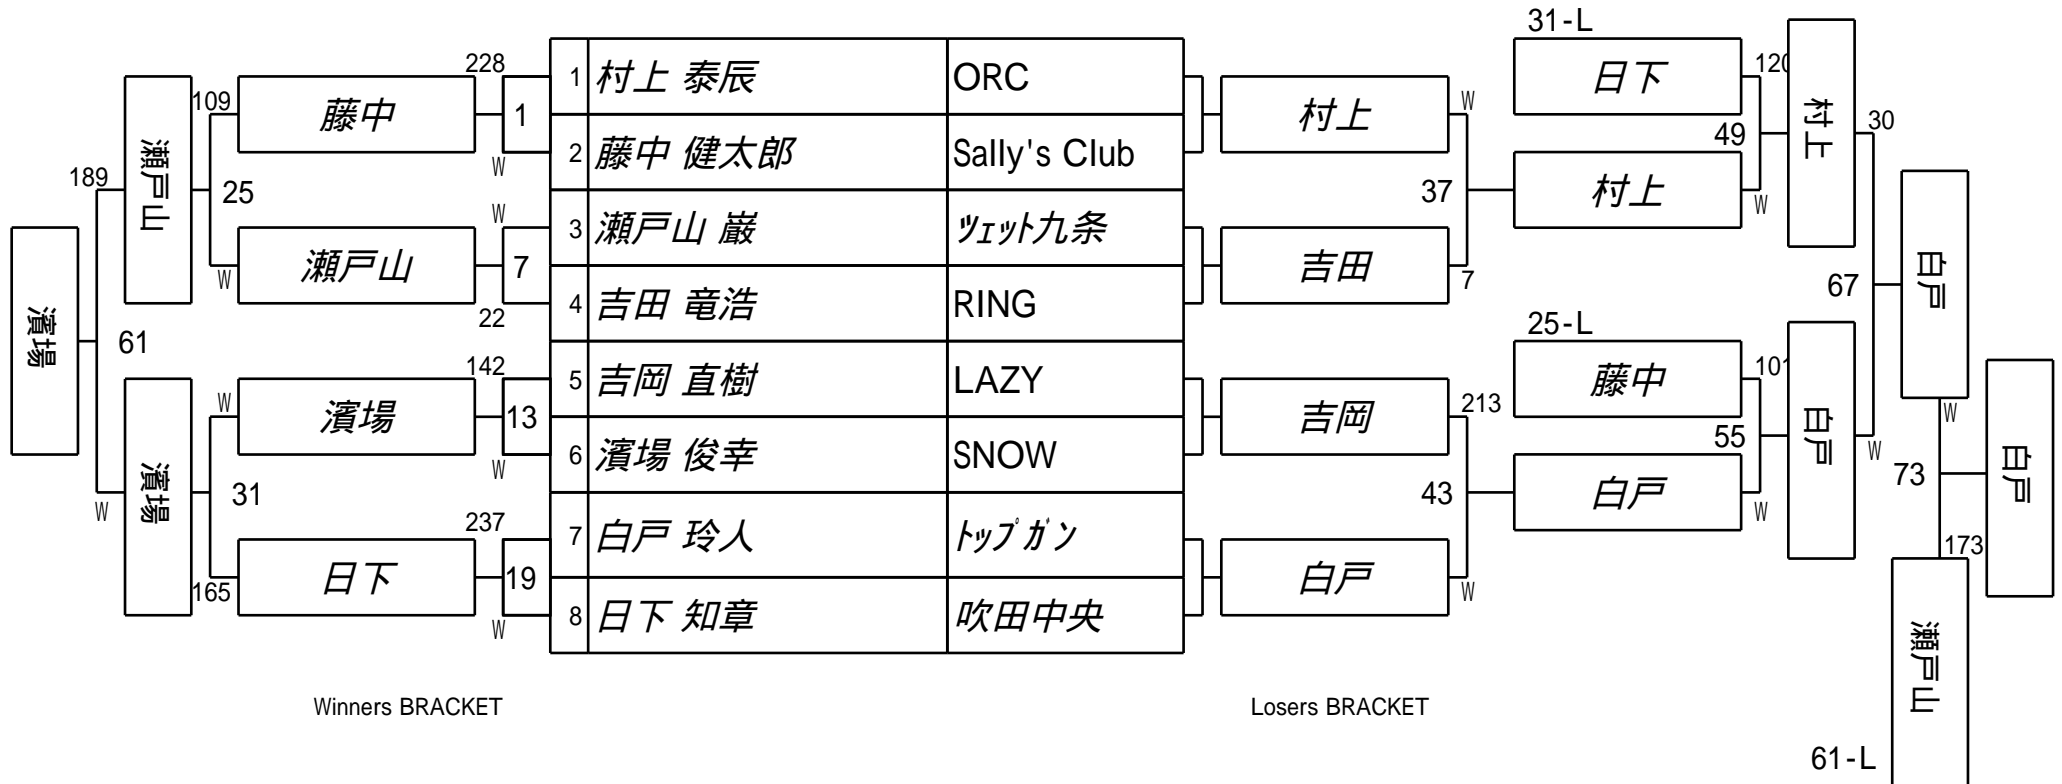 31-L
228
1 村上 泰辰 ORC
村上
W
日下
120
村上
109
藤中
1
30
瀬戸山
2 藤中 健太郎 Sally's Club
49
W
189
25
W
3 瀬戸山 巌 ツェット九条
37
村上
W
白戸
瀬戸山
7
吉田
W
7
67
22
4 吉田 竜浩 RING
濱場
61
25-L
142
5 吉岡 直樹 LAZY
吉岡
213
藤中
101
白戸
W
白戸
W
濱場
13
55
W
6 濱場 俊幸 SNOW
W
濱場
31
43
白戸
W
73
W
237
7 白戸 玲人 トップガン
白戸
W
173
165
日下
19
W
8 日下 知章 吹田中央
瀬戸山
Winners BRACKET
Losers BRACKET
61-L